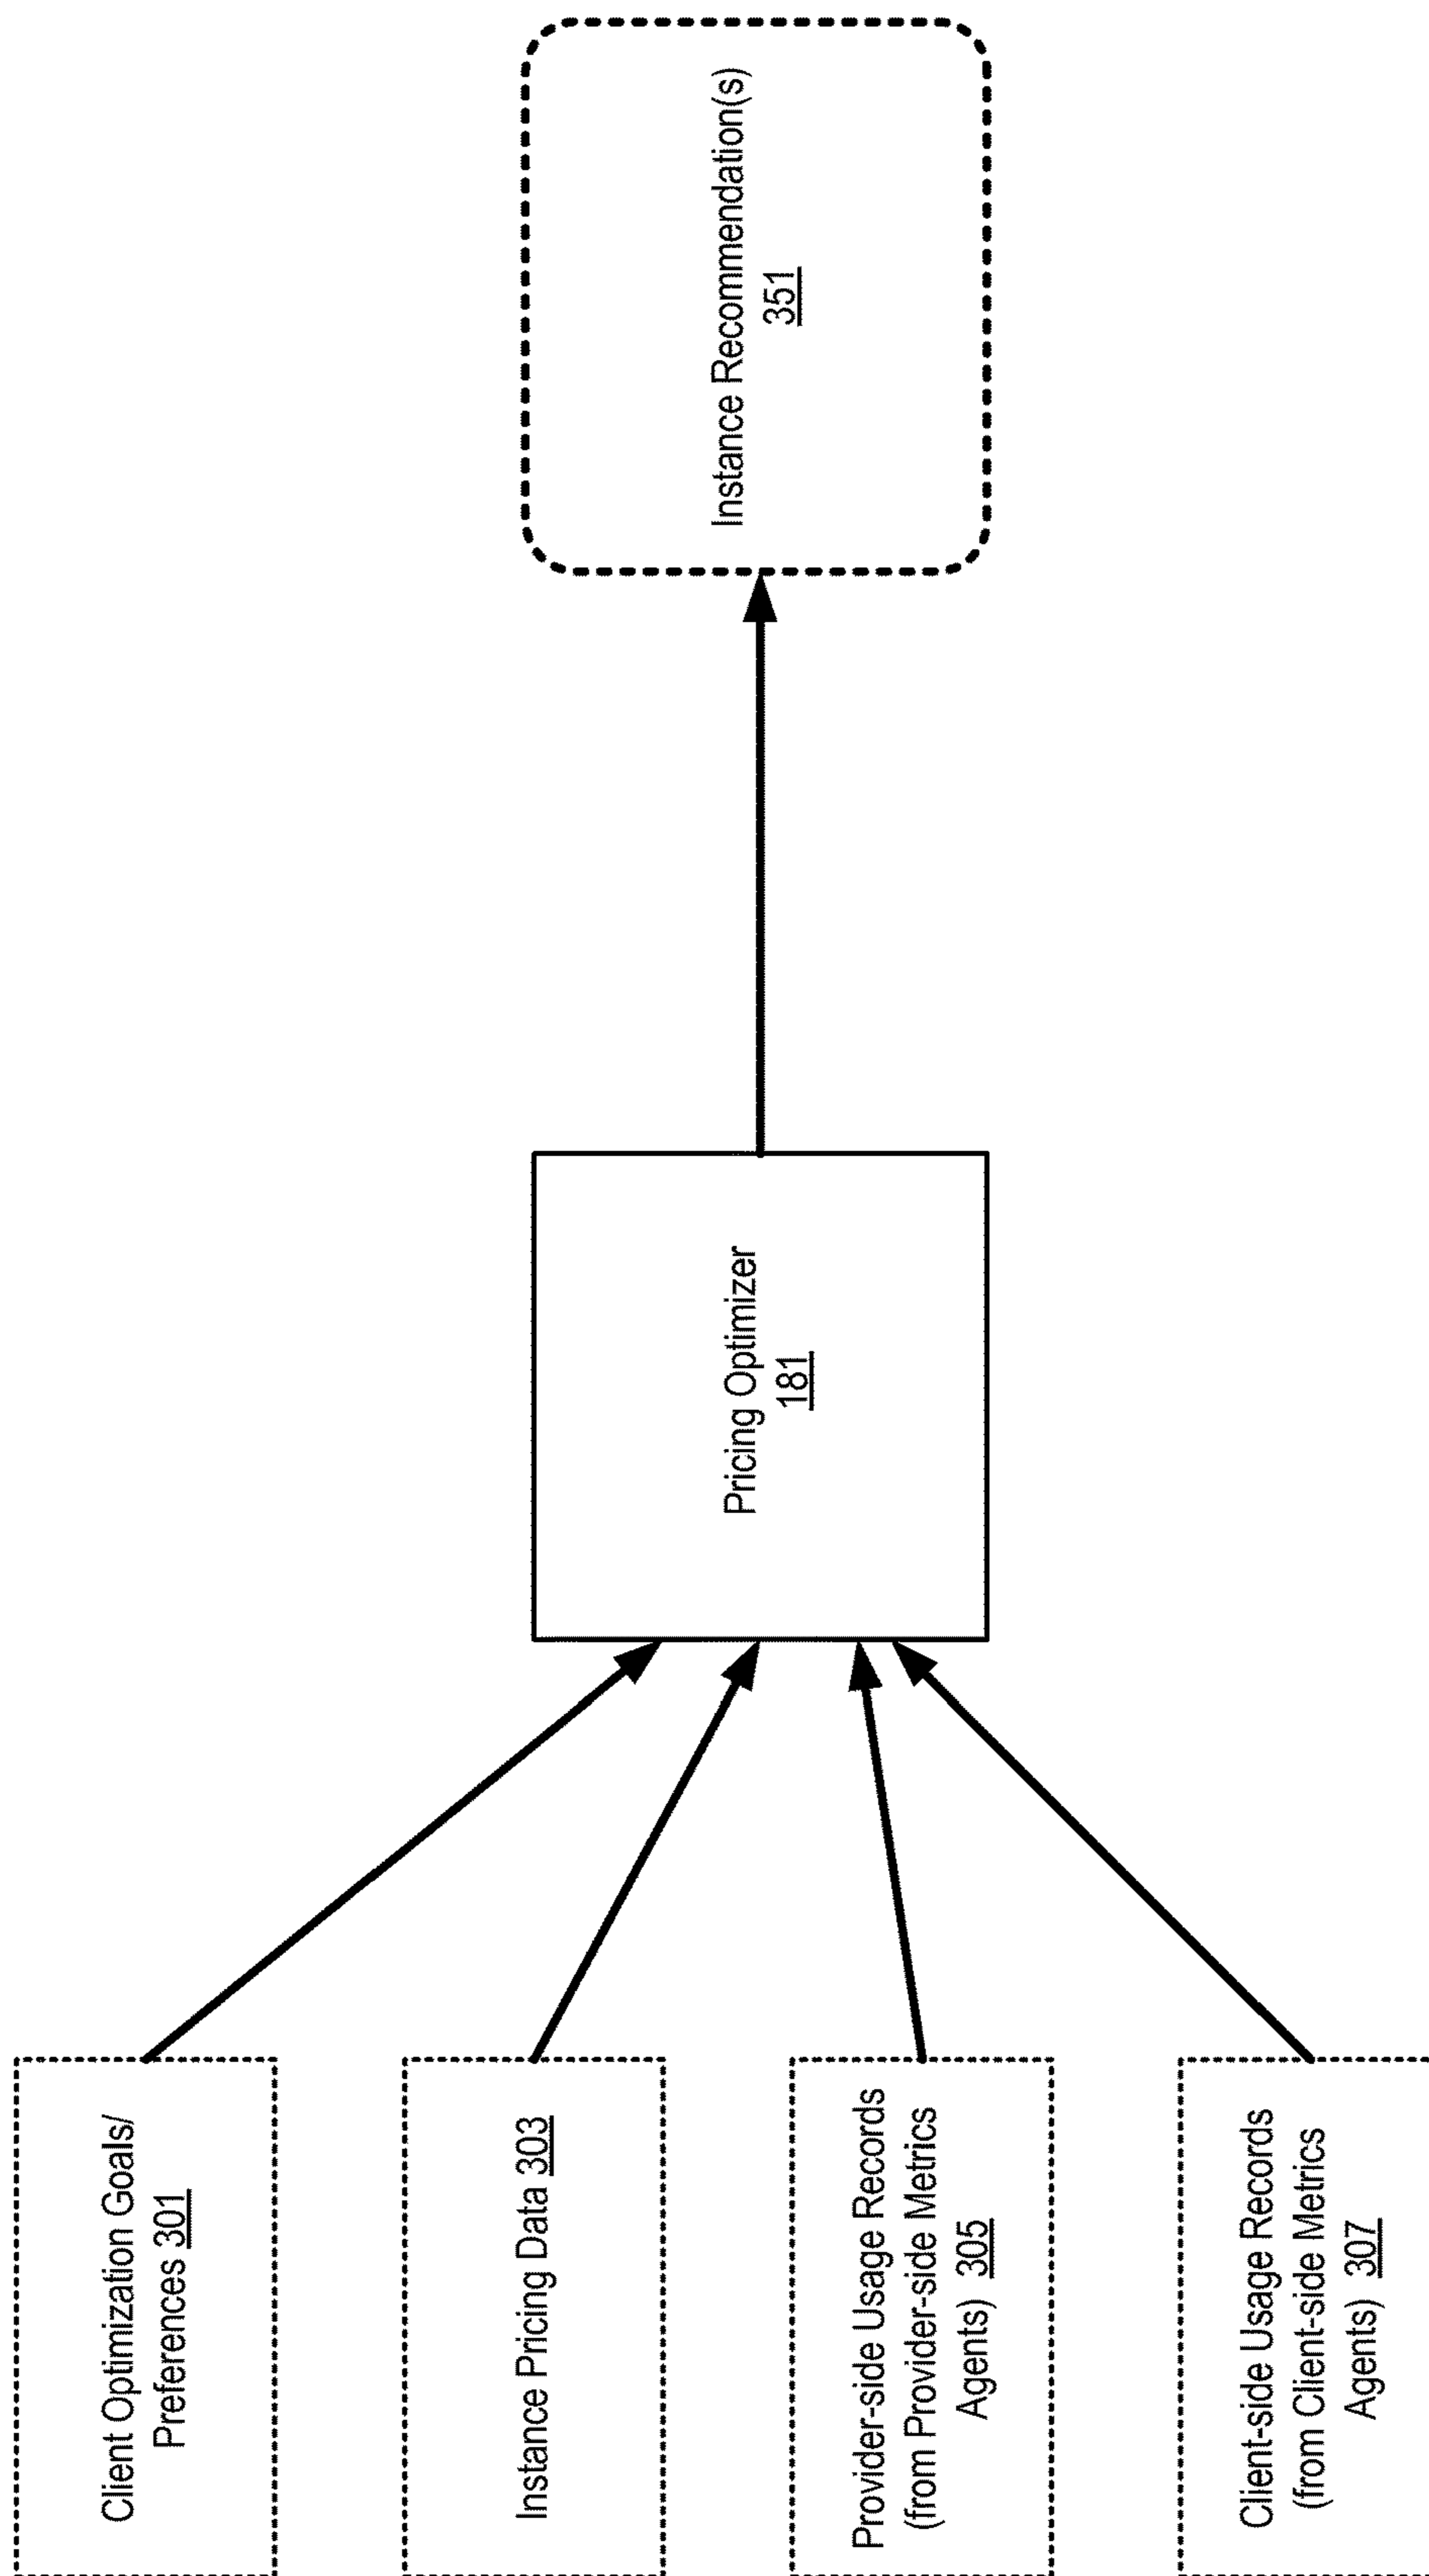 Client Optimization Goals/
Preferences 301
Instance Pricing Data 303
Provider-side Usage Records
(from Provider-side Metrics
Agents) 305
Client-side Usage Records
(from Client-side Metrics
Agents) 307
Pricing Optimizer
181
Instance Recommendation(s)
351